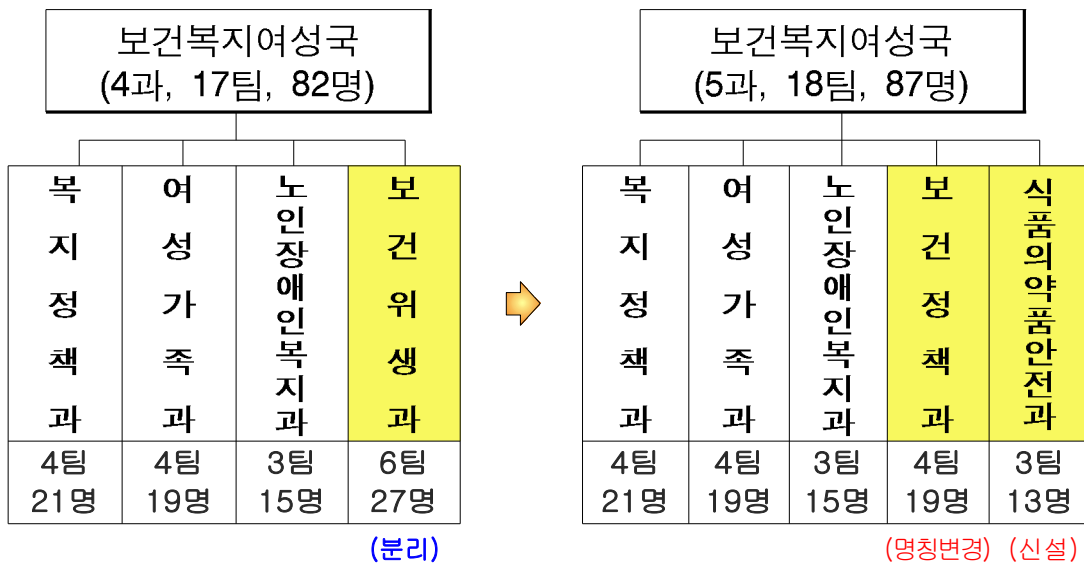 보건복지여성국
(4과, 17팀, 82명)
복지정책과
여성가족과
노인장애인복지과
보건위생과
4팀
21명
4팀
19명
3팀
15명
6팀
27명
(분리)
보건복지여성국
(5과, 18팀, 87명)
복지정책과
여성가족과
노인장애인복지과
보건정책과
식품의약품안전과
4팀
21명
4팀
19명
3팀
15명
4팀
19명
3팀
13명
(명칭변경)
(신설)